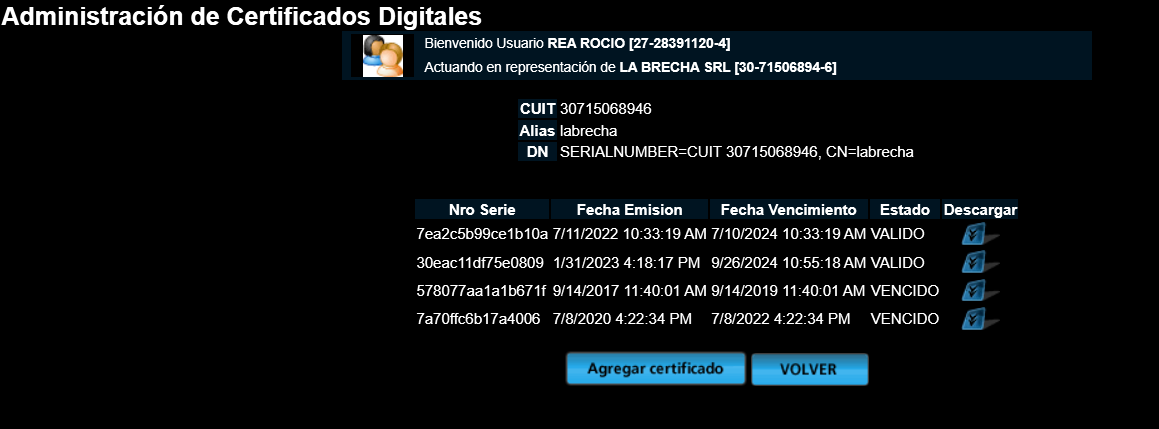 Administración de Certificados Digitales
Bienvenido Usuario REA ROCIO [27-28391120-4]
Actuando en representación de LA BRECHA SRL [30-71506894-6]
CUIT 30715068946
Alias labrecha
DN SERIALNUMBER=CUIT 30715068946, CN=labrecha
Nro Serie Fecha Emision Fecha Vencimiento Estado Descargar
7ea2c5b99ce1b10a 7/11/2022 10:33:19 AM 7/10/2024 10:33:19 AM VALIDO
30eac11df75e0809 1/31/2023 4:18:17 PM 9/26/2024 10:55:18 AM VALIDO
578077aa1a1b671f 9/14/2017 11:40:01 AM 9/14/2019 11:40:01 AM VENCIDO
7a70ffc6b17a4006 7/8/2020 4:22:34 PM 7/8/2022 4:22:34 PM VENCIDO
Agregar certificado VOLVER